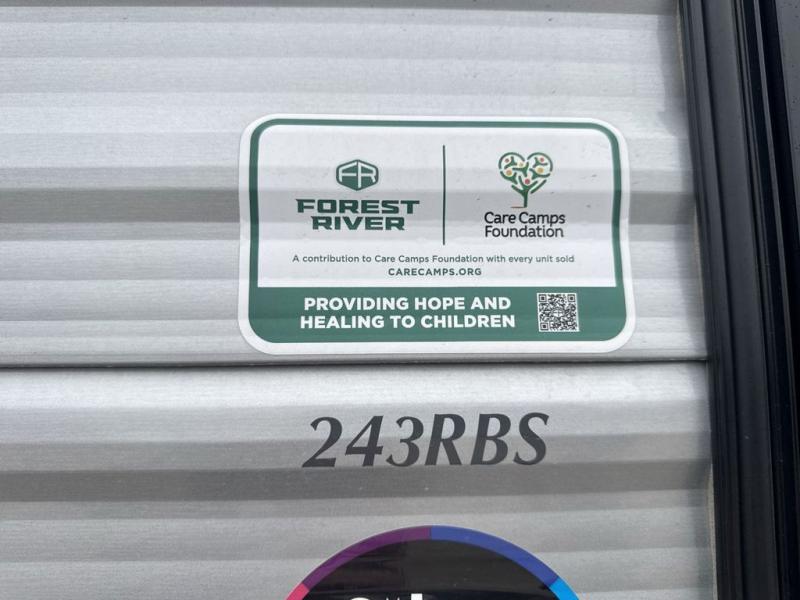 FR
FOREST
RIVER
Care Camps
Foundation
A contribution to Care Camps Foundation with every unit sold
CARECAMPS.ORG
PROVIDING HOPE AND
HEALING TO CHILDREN
243RBS